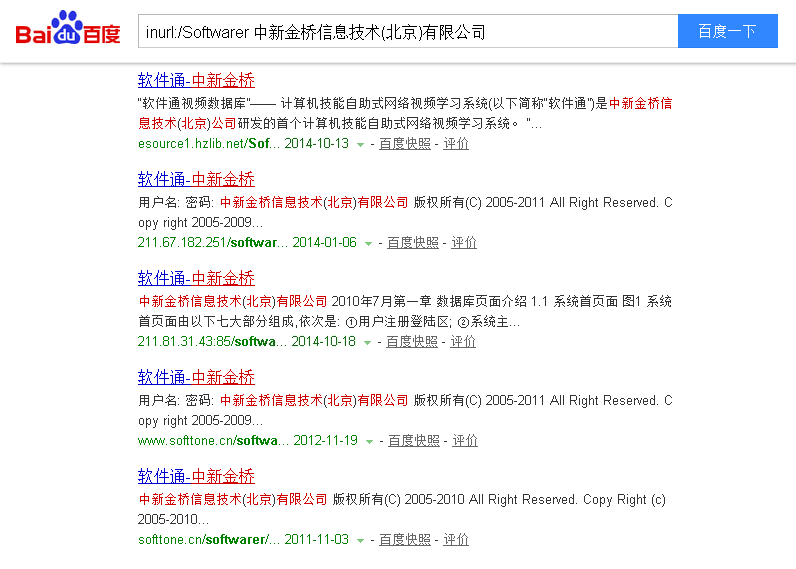 Bai du 百度
inurl:/Softwarer 中新金桥信息技术(北京)有限公司
百度一下
软件通-中新金桥
"软件通视频数据库"—— 计算机技能自助式网络视频学习系统(以下简称"软件通")是中新金桥信
息技术(北京)公司研发的首个计算机技能自助式网络视频学习系统。 "...
esource1.hzlib.net/Sof... 2014-10-13 - 百度快照 - 评价
软件通-中新金桥
用户名: 密码: 中新金桥信息技术(北京)有限公司 版权所有(C) 2005-2011 All Right Reserved. C
opy right 2005-2009...
211.67.182.251/softwar... 2014-01-06 - 百度快照 - 评价
软件通-中新金桥
中新金桥信息技术(北京)有限公司 2010年7月第一章 数据库页面介绍 1.1 系统首页面 图1 系统
首页面由以下七大部分组成,依次是: ①用户注册登陆区; ②系统主...
211.81.31.43:85/softwa... 2014-10-18 - 百度快照 - 评价
软件通-中新金桥
用户名: 密码: 中新金桥信息技术(北京)有限公司 版权所有(C) 2005-2011 All Right Reserved. C
opy right 2005-2009...
www.softtone.cn/softwa... 2012-11-19 - 百度快照 - 评价
软件通-中新金桥
中新金桥信息技术(北京)有限公司 版权所有(C) 2005-2010 All Right Reserved. Copy Right (c)
2005-2010...
softtone.cn/softwarer/... 2011-11-03 - 百度快照 - 评价